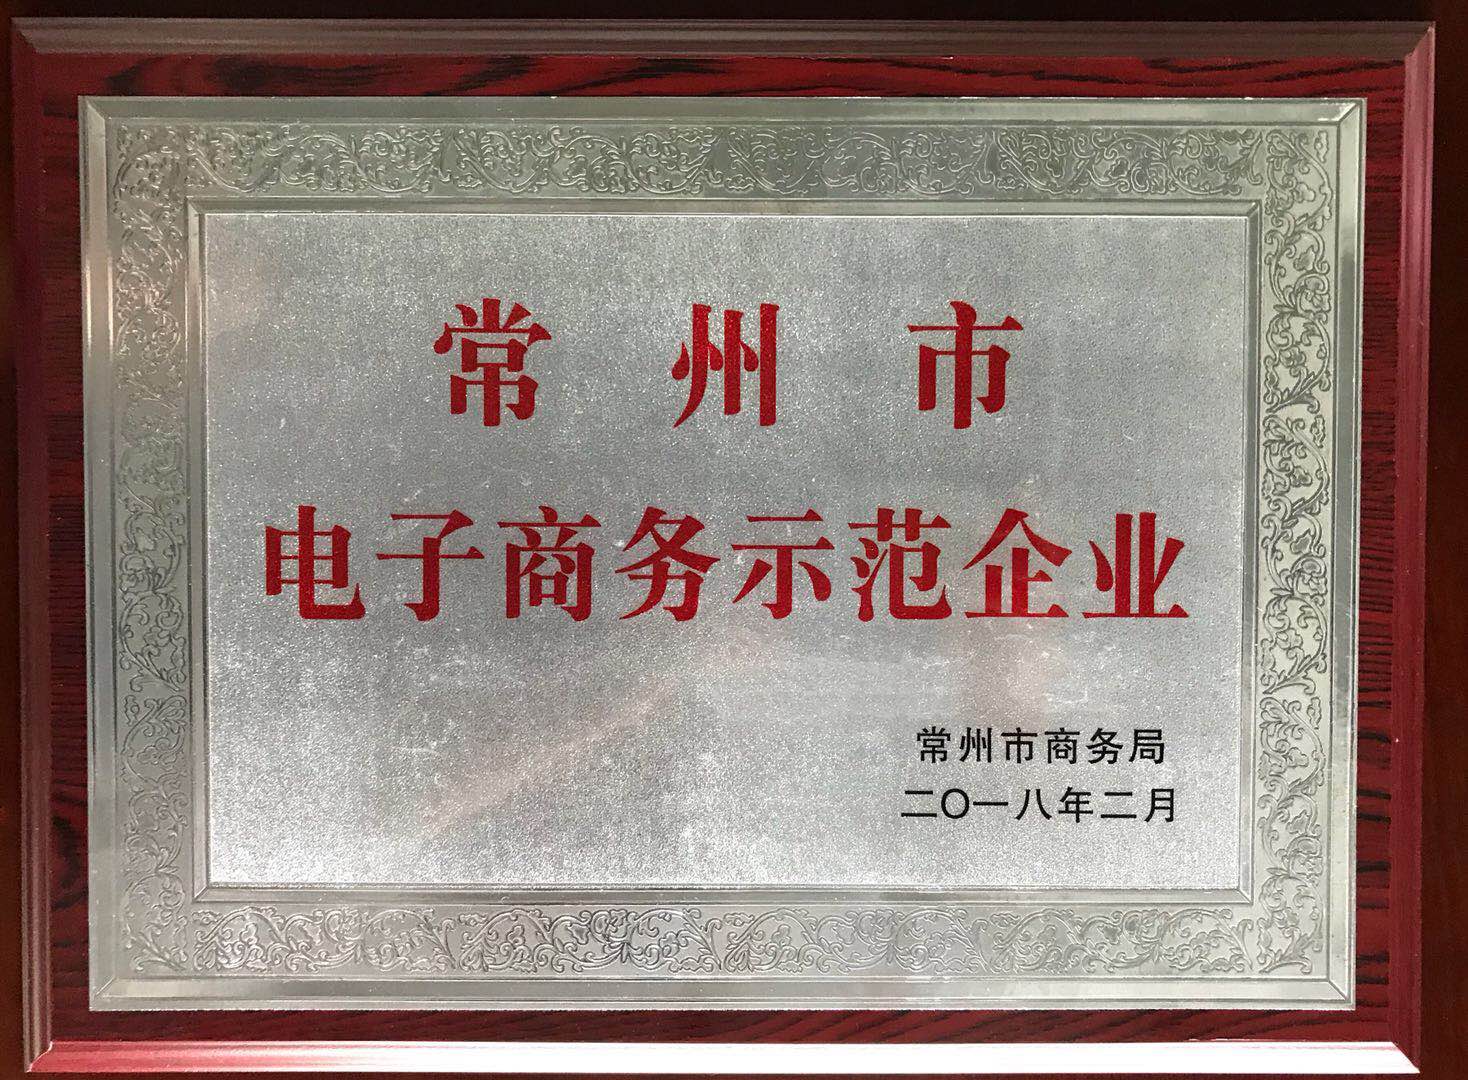 常州市
电子商务示范企业
常州市商务局
二〇一八年二月